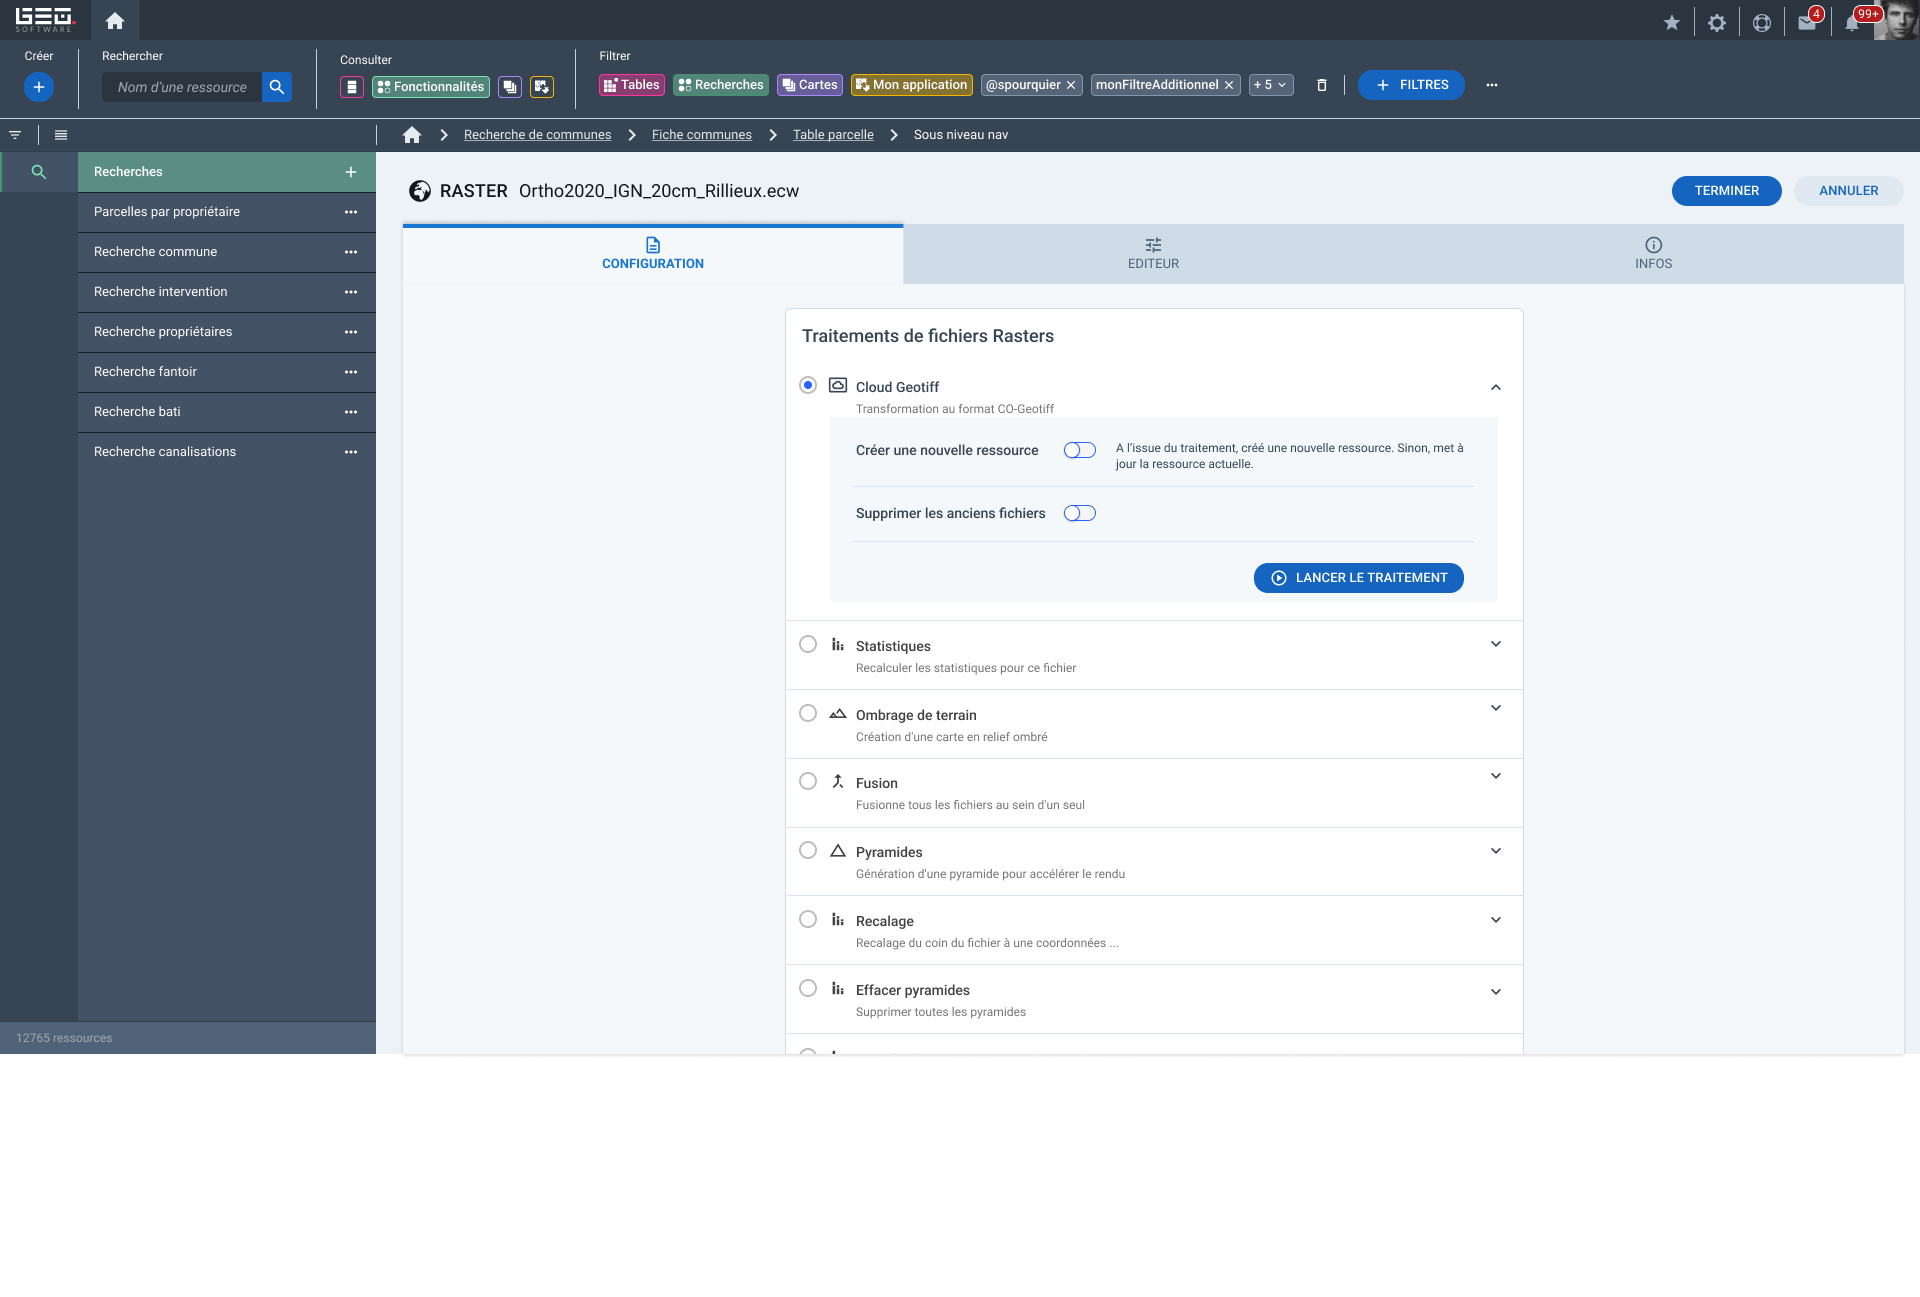 GEO.
SOFTWARE
4
99+
Créer
Rechercher
Nom d'une ressource
Consulter
Fonctionnalités
Filtrer
Tables
Recherches
Cartes
Mon application
@spourquier
monFiltreAdditionnel
+ 5
FILTRES
Recherche de communes
Fiche communes
Table parcelle
Sous niveau nav
Recherches
Parcelles par propriétaire
Recherche commune
Recherche intervention
Recherche propriétaires
Recherche fantoir
Recherche bati
Recherche canalisations
12765 ressources
RASTER Ortho2020_IGN_20cm_Rillieux.ecw
TERMINER
ANNULER
CONFIGURATION
EDITEUR
INFOS
Traitements de fichiers Rasters
Cloud Geotiff
Transformation au format CO-Geotiff
Créer une nouvelle ressource
A l'issue du traitement, créé une nouvelle ressource. Sinon, met à
jour la ressource actuelle.
Supprimer les anciens fichiers
LANCER LE TRAITEMENT
Statistiques
Recalculer les statistiques pour ce fichier
Ombrage de terrain
Création d'une carte en relief ombré
Fusion
Fusionne tous les fichiers au sein d'un seul
Pyramides
Génération d'une pyramide pour accélérer le rendu
Recalage
Recalage du coin du fichier à une coordonnées ...
Effacer pyramides
Supprimer toutes les pyramides